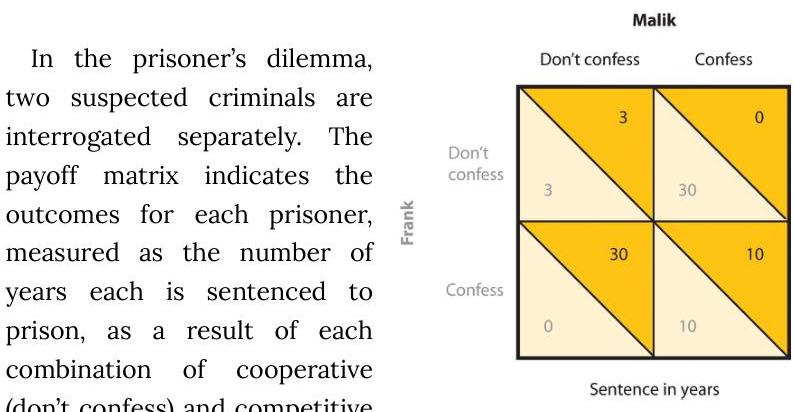 In the prisoner’s dilemma,
two suspected criminals are
interrogated separately. The
payoff matrix indicates the
outcomes for each prisoner,
measured as the number of
years each is sentenced to
prison, as a result of each
combination of cooperative
(don’t confess) and competitive
Malik
Don’t confess Confess
Frank
Don’t
confess
3 0
3 30
Confess
30 10
0 10
Sentence in years